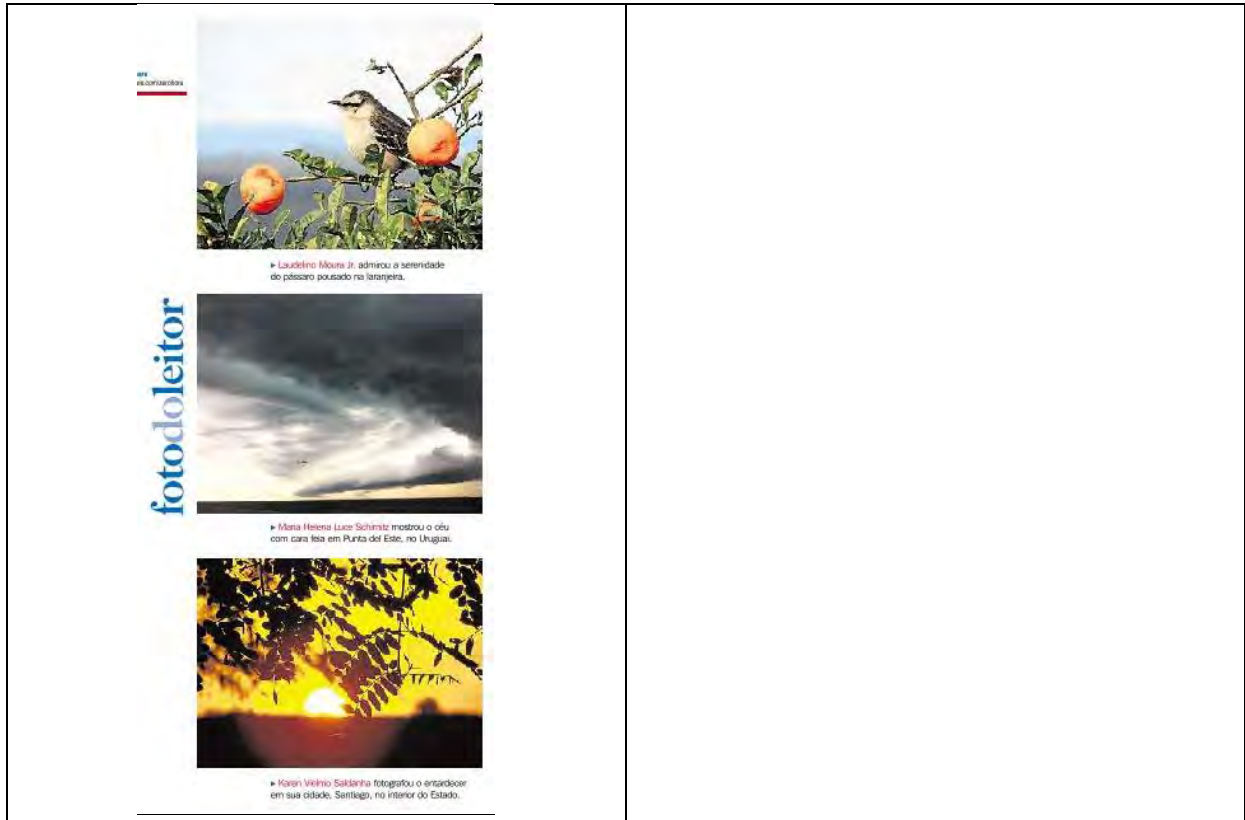 ▸ Laudelino Moura Jr. admirou a serenidade
do pássaro pousado na laranjeira.
fotodoleitor
▸ Maria Helena Luce Schimitz mostrou o céu
com cara feia em Punta del Este, no Uruguai.
▸ Karen Vielmo Saldanha fotografou o entardecer
em sua cidade, Santiago, no interior do Estado.